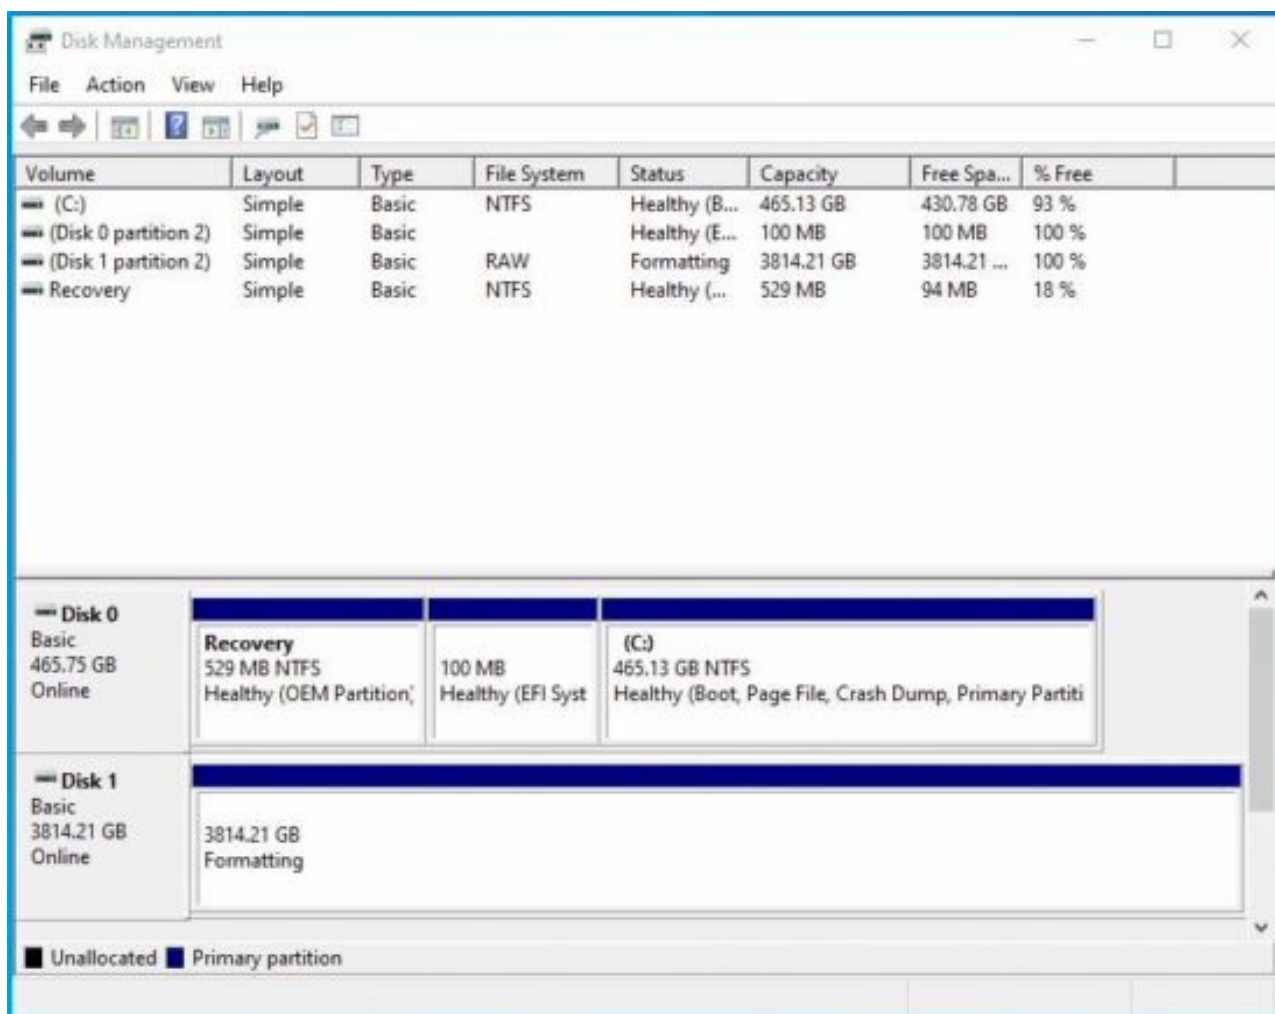 Disk Management
File Action View Help
Volume Layout Type File System Status Capacity Free Spa... % Free
(C:) Simple Basic NTFS Healthy (B... 465.13 GB 430.78 GB 93 %
(Disk 0 partition 2) Simple Basic Healthy (E... 100 MB 100 MB 100 %
(Disk 1 partition 2) Simple Basic RAW Formatting 3814.21 GB 3814.21 ... 100 %
Recovery Simple Basic NTFS Healthy (... 529 MB 94 MB 18 %
Disk 0
Basic
465.75 GB
Online
Recovery
529 MB NTFS
Healthy (OEM Partition)
100 MB
Healthy (EFI Syst
(C:)
465.13 GB NTFS
Healthy (Boot, Page File, Crash Dump, Primary Partiti
Disk 1
Basic
3814.21 GB
Online
3814.21 GB
Formatting
Unallocated Primary partition